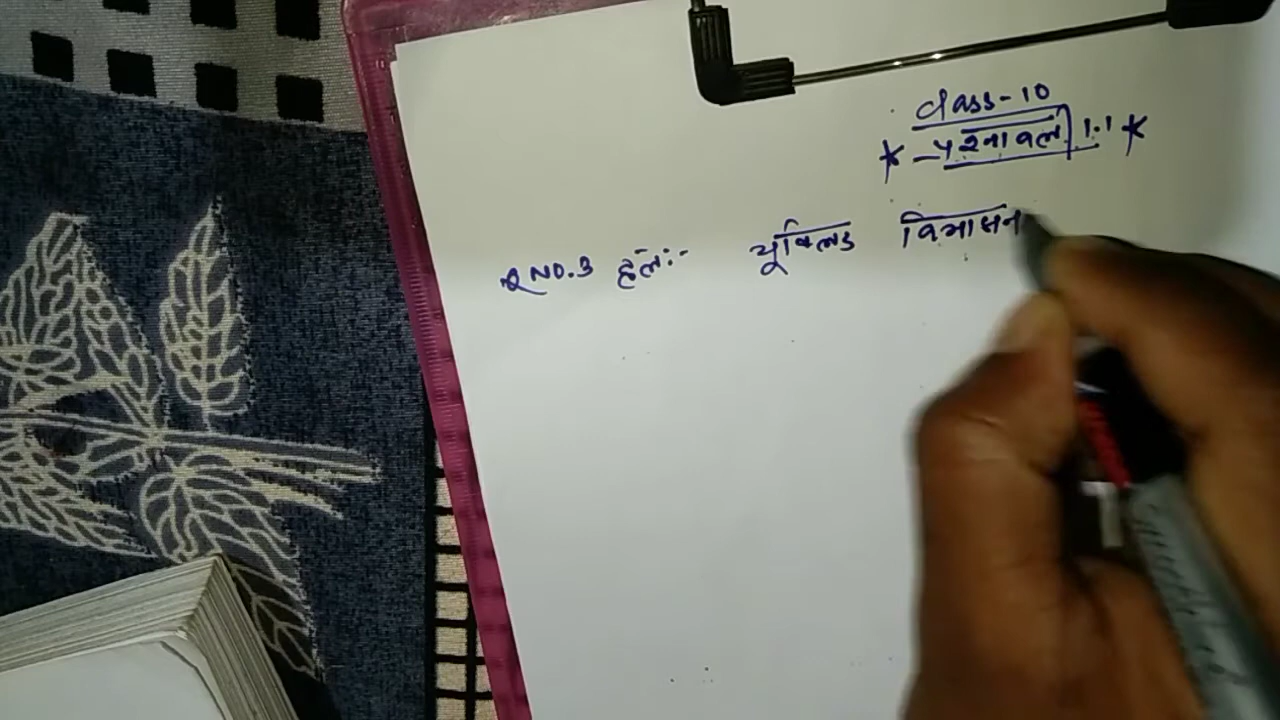 Class-10
* प्रश्नावली 1.1 *
Q NO.3 हल:- यूक्लिड विभाजन